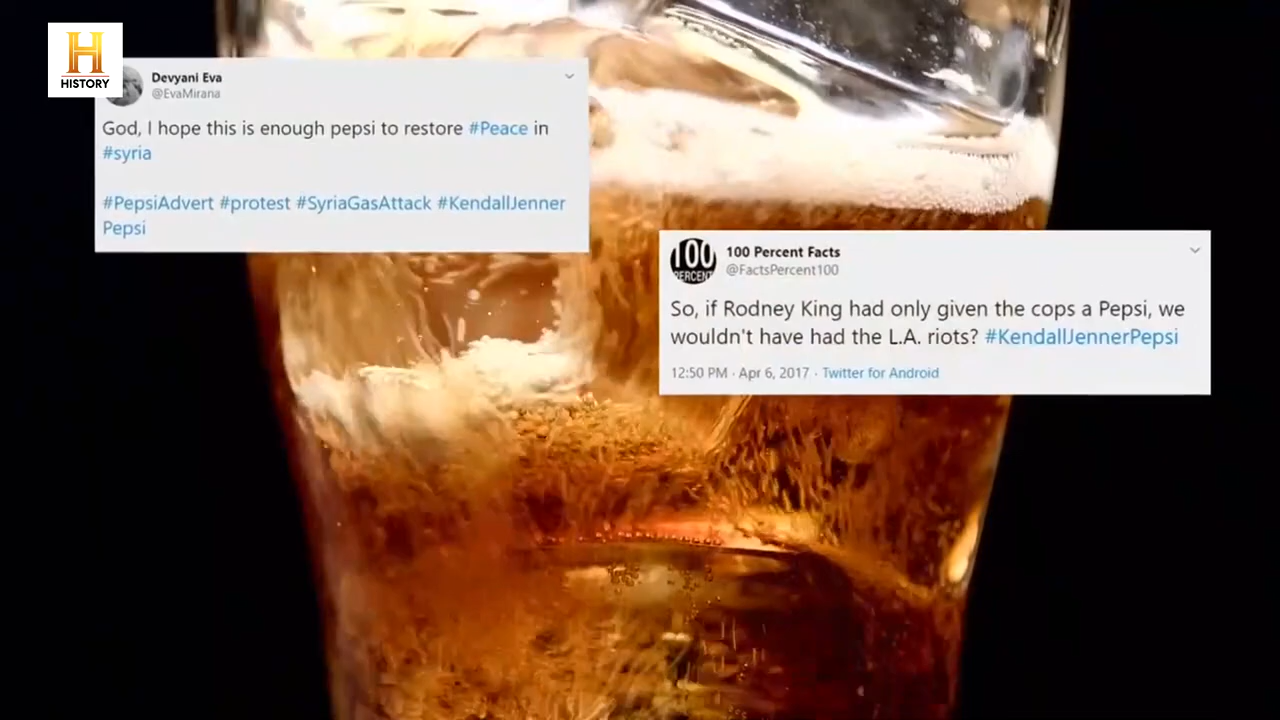 H
HISTORY
Devyani Eva
@EvaMirana
God, I hope this is enough pepsi to restore #Peace in
#syria
#PepsiAdvert #protest #SyriaGasAttack #KendallJenner
Pepsi
100
PERCENT
100 Percent Facts
@FactsPercent100
So, if Rodney King had only given the cops a Pepsi, we
wouldn't have had the L.A. riots? #KendallJennerPepsi
12:50 PM · Apr 6, 2017 · Twitter for Android